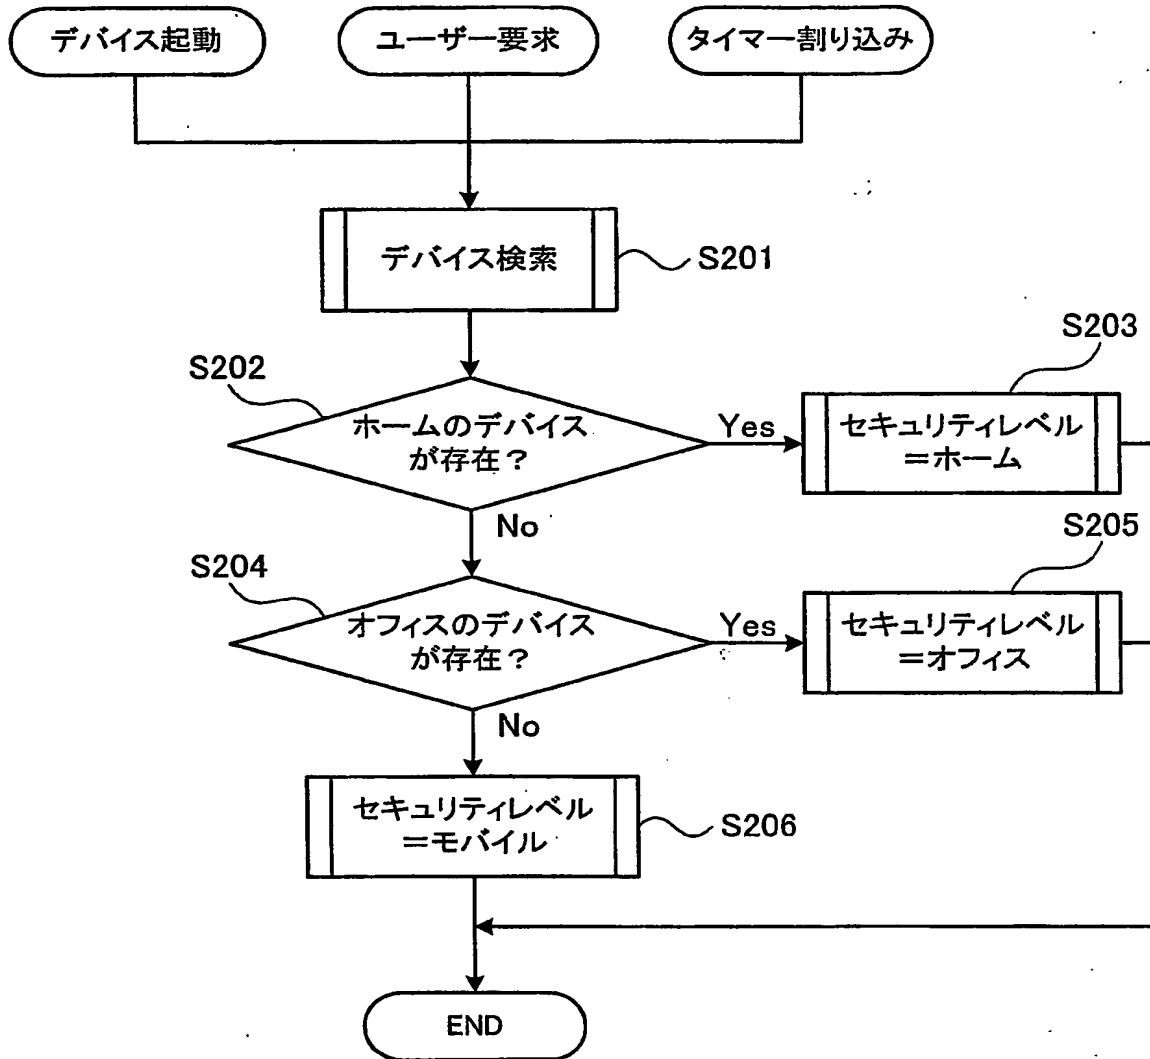 デバイス起動
ユーザー要求
タイマー割り込み
デバイス検索
S201
S202
ホームのデバイス
が存在？
Yes
S203
セキュリティレベル
＝ホーム
No
S204
オフィスのデバイス
が存在？
Yes
S205
セキュリティレベル
＝オフィス
No
セキュリティレベル
＝モバイル
S206
END